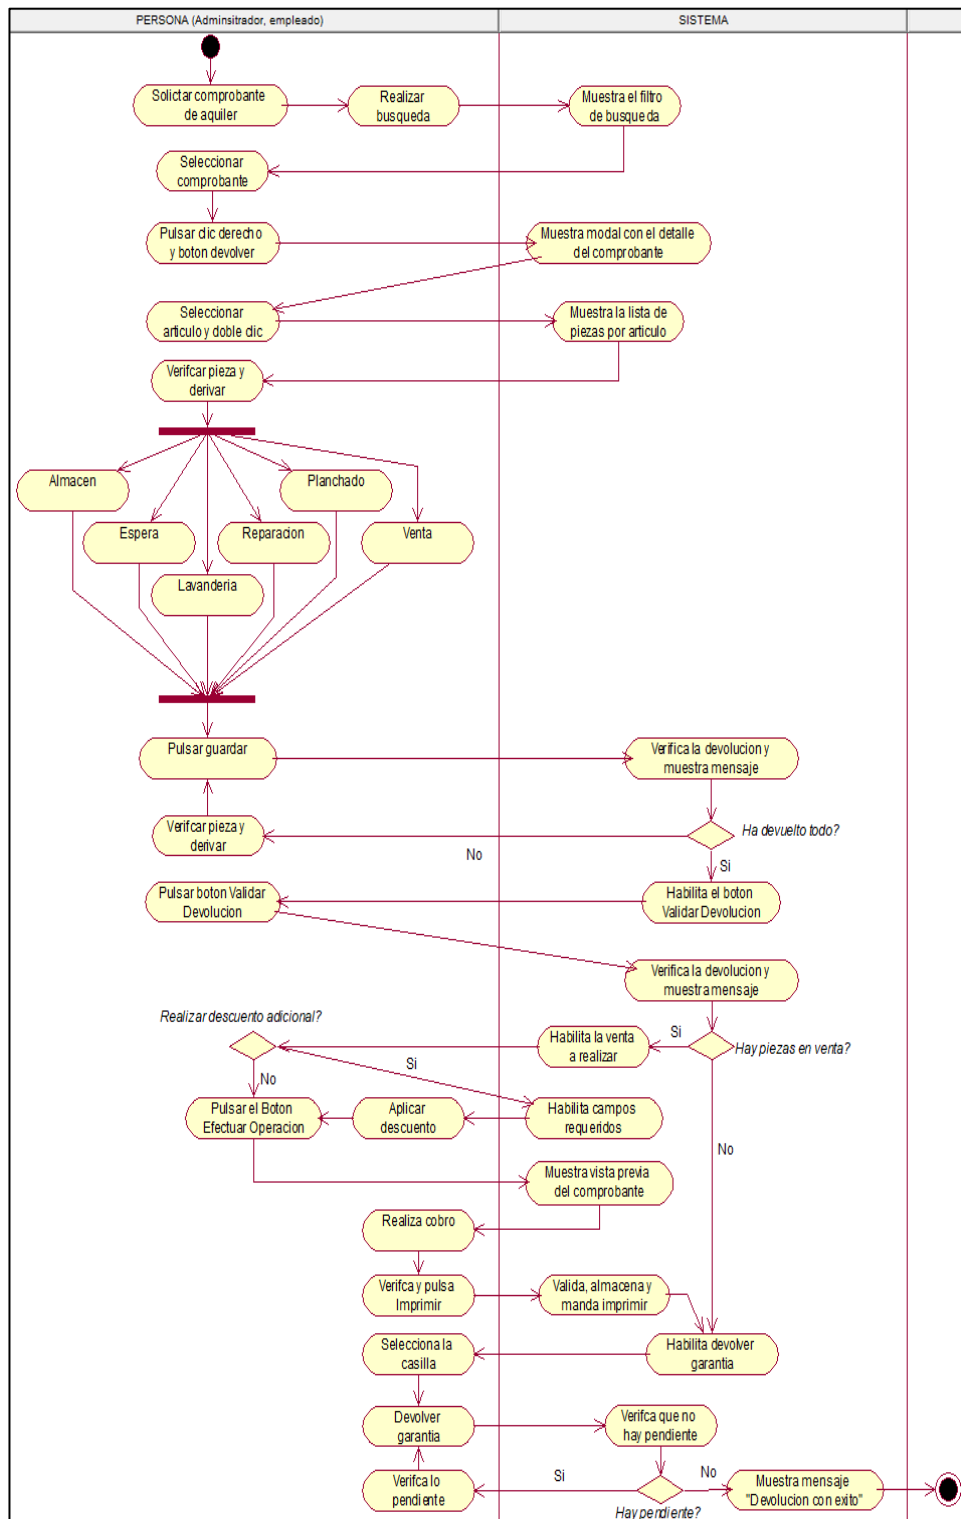 PERSONA (Adminsitrador, empleado)
SISTEMA
Solictar comprobante
de aquiler
Realizar
busqueda
Muestra el filtro
de busqueda
Seleccionar
comprobante
Pulsar clic derecho
y boton devolver
Muestra modal con el detalle
del comprobante
Seleccionar
articulo y doble clic
Muestra la lista de
piezas por articulo
Verifcar pieza y
derivar
Almacen
Planchado
Espera
Reparacion
Venta
Lavanderia
Pulsar guardar
Verifica la devolucion y
muestra mensaje
Verifcar pieza y
derivar
Ha devuelto todo?
No
Si
Pulsar boton Validar
Devolucion
Habilita el boton
Validar Devolucion
Verifica la devolucion y
muestra mensaje
Realizar descuento adicional?
Habilita la venta
a realizar
Si
Hay piezas en venta?
Si
No
Pulsar el Boton
Efectuar Operacion
Aplicar
descuento
Habilita campos
requeridos
No
Muestra vista previa
del comprobante
Realiza cobro
Verifca y pulsa
Imprimir
Valida, almacena y
manda imprimir
Selecciona la
casilla
Habilita devolver
garantia
Devolver
garantia
Verifca que no
hay pendiente
Verifca lo
pendiente
Si
No
Muestra mensaje
"Devolucion con exito"
Hay pendiente?